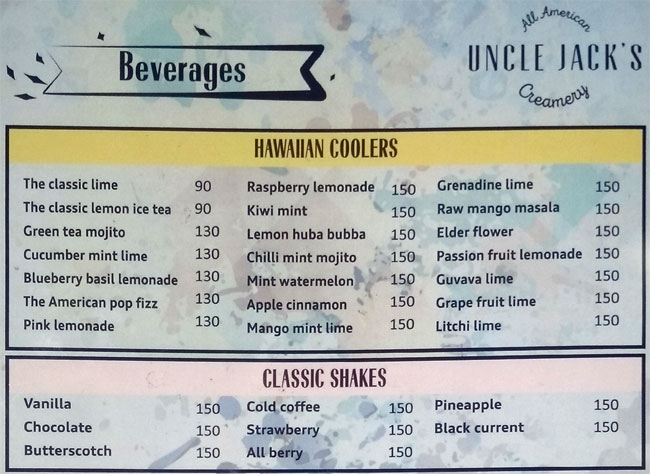 Beverages
All American
UNCLE JACK'S
Creamery
HAWAIIAN COOLERS
The classic lime 90
The classic lemon ice tea 90
Green tea mojito 130
Cucumber mint lime 130
Blueberry basil lemonade 130
The American pop fizz 130
Pink lemonade 130
Raspberry lemonade 150
Kiwi mint 150
Lemon huba bubba 150
Chilli mint mojito 150
Mint watermelon 150
Apple cinnamon 150
Mango mint lime 150
Grenadine lime 150
Raw mango masala 150
Elder flower 150
Passion fruit lemonade 150
Guvava lime 150
Grape fruit lime 150
Litchi lime 150
CLASSIC SHAKES
Vanilla 150
Chocolate 150
Butterscotch 150
Cold coffee 150
Strawberry 150
All berry 150
Pineapple 150
Black current 150